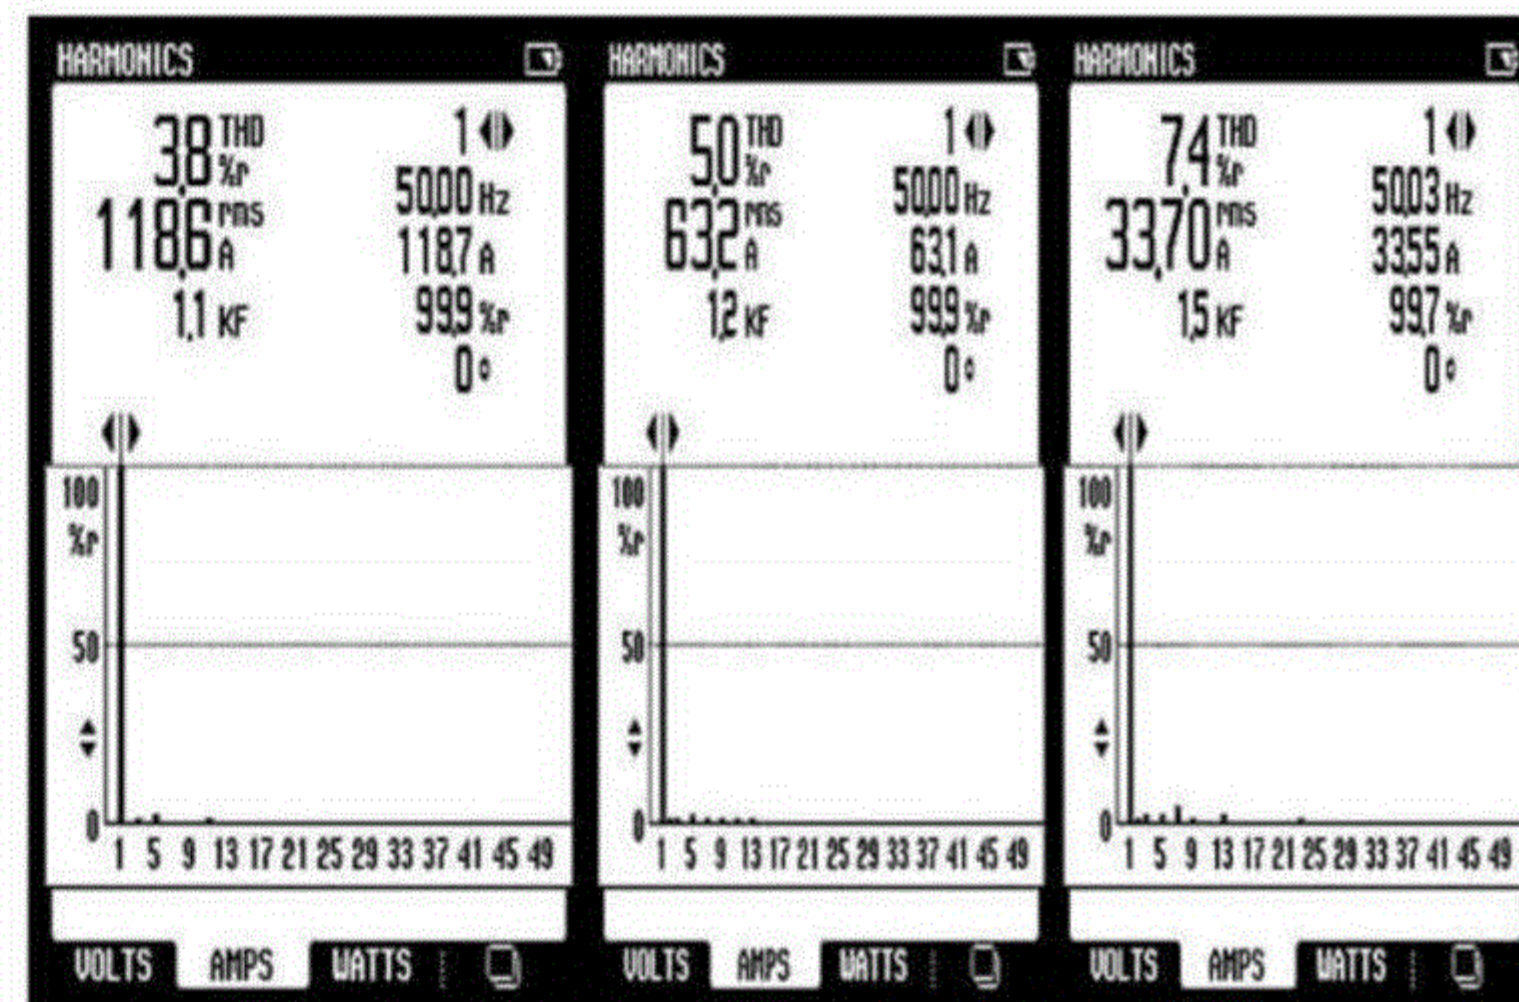 HARMONICS
3,8 THD %r
1
50,00 Hz
118,6 rms A
118,7 A
1,1 KF
99,9 %r
0°
100
%r
50
0
1 5 9 13 17 21 25 29 33 37 41 45 49
VOLTS AMPS WATTS
HARMONICS
5,0 THD %r
1
50,00 Hz
63,2 rms A
63,1 A
1,2 KF
99,9 %r
0°
100
%r
50
0
1 5 9 13 17 21 25 29 33 37 41 45 49
VOLTS AMPS WATTS
HARMONICS
7,4 THD %r
1
50,03 Hz
33,70 rms A
33,55 A
1,5 KF
99,7 %r
0°
100
%r
50
0
1 5 9 13 17 21 25 29 33 37 41 45 49
VOLTS AMPS WATTS